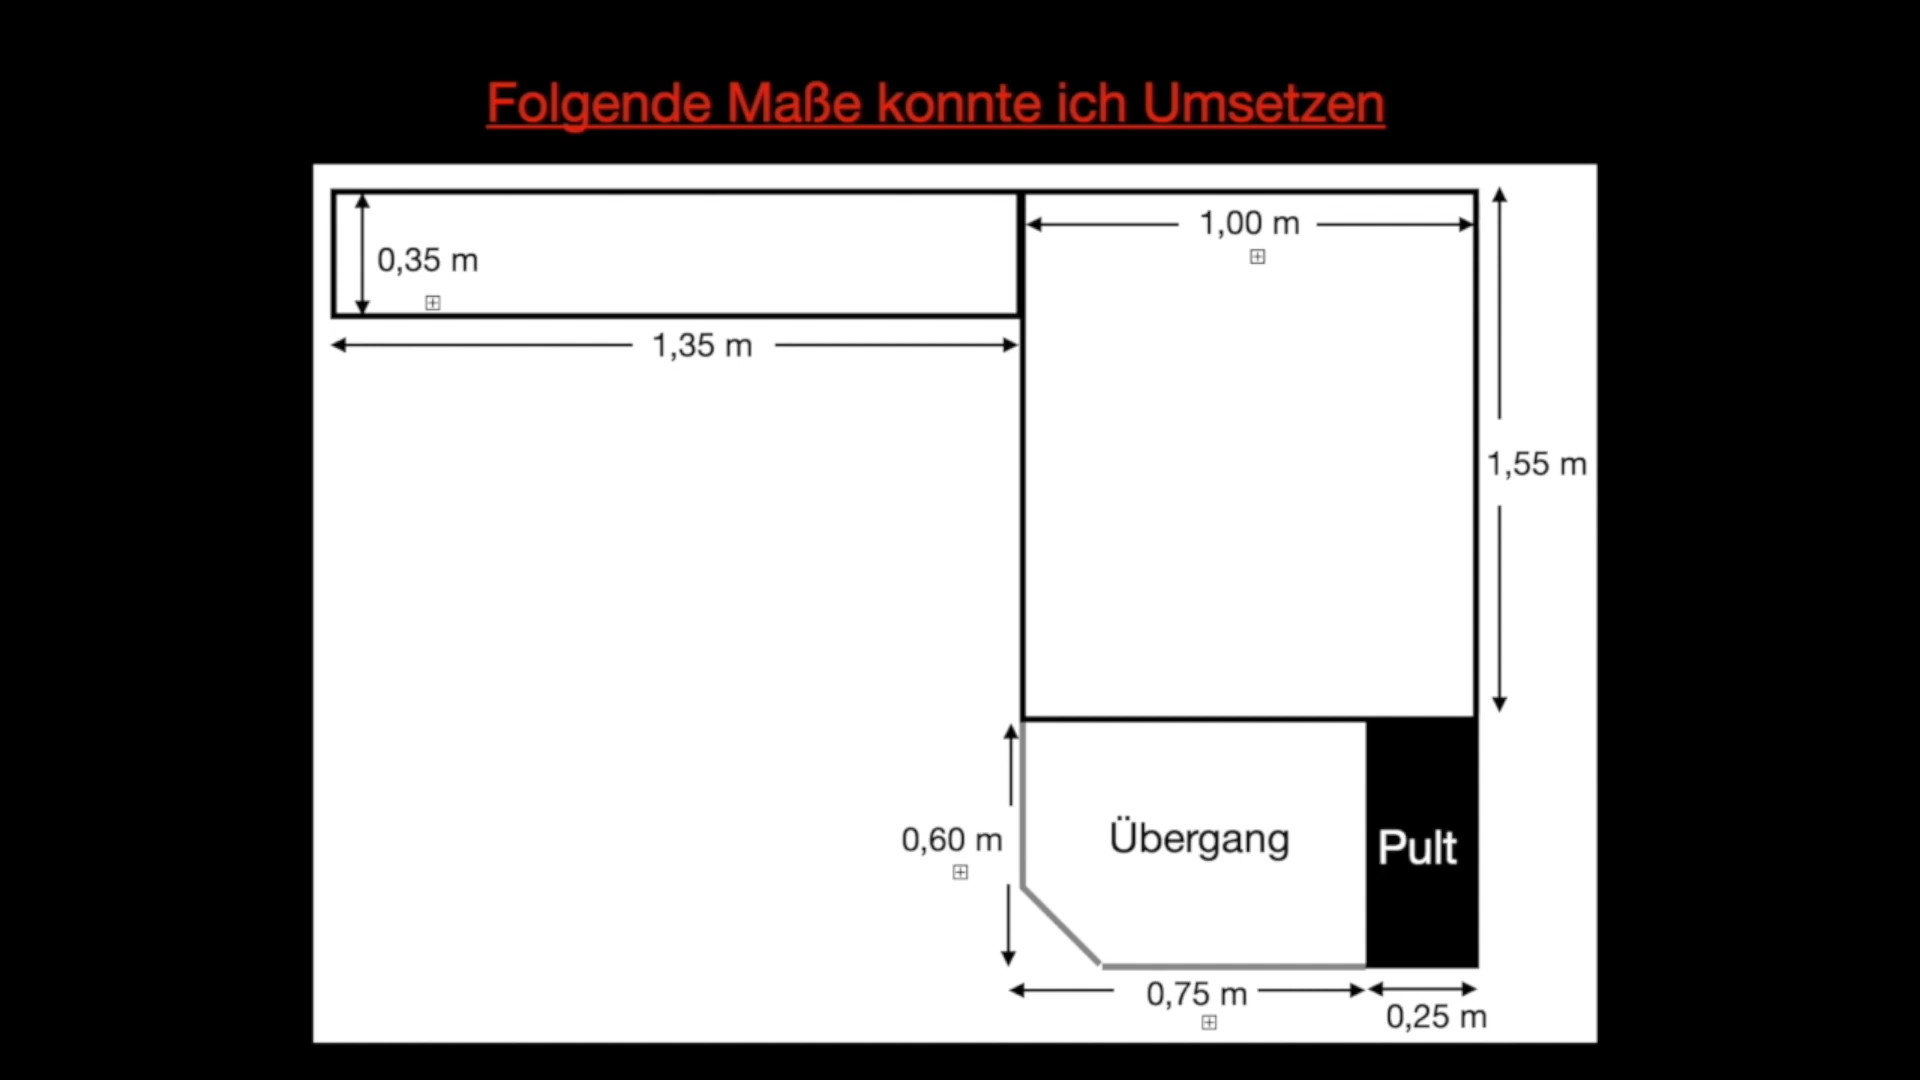 Folgende Maße konnte ich Umsetzen
1,00 m
0,35 m
1,35 m
1,55 m
0,60 m
Übergang
Pult
0,75 m
0,25 m